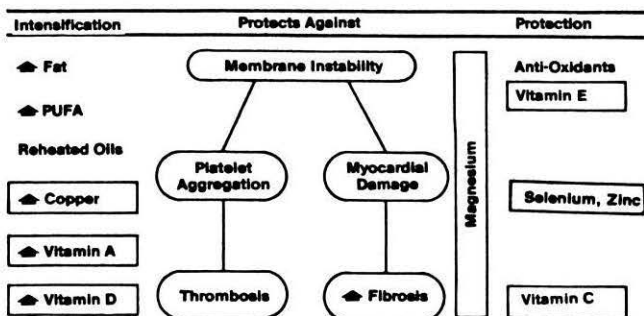 Intensification Protects Against Protection
Fat
Membrane Instability
Anti-Oxidants
Vitamin E
PUFA
Reheated Oils
Platelet
Aggregation
Myocardial
Damage
Magnesium
Copper
Selenium, Zinc
Vitamin A
Vitamin D
Thrombosis
Fibrosis
Vitamin C